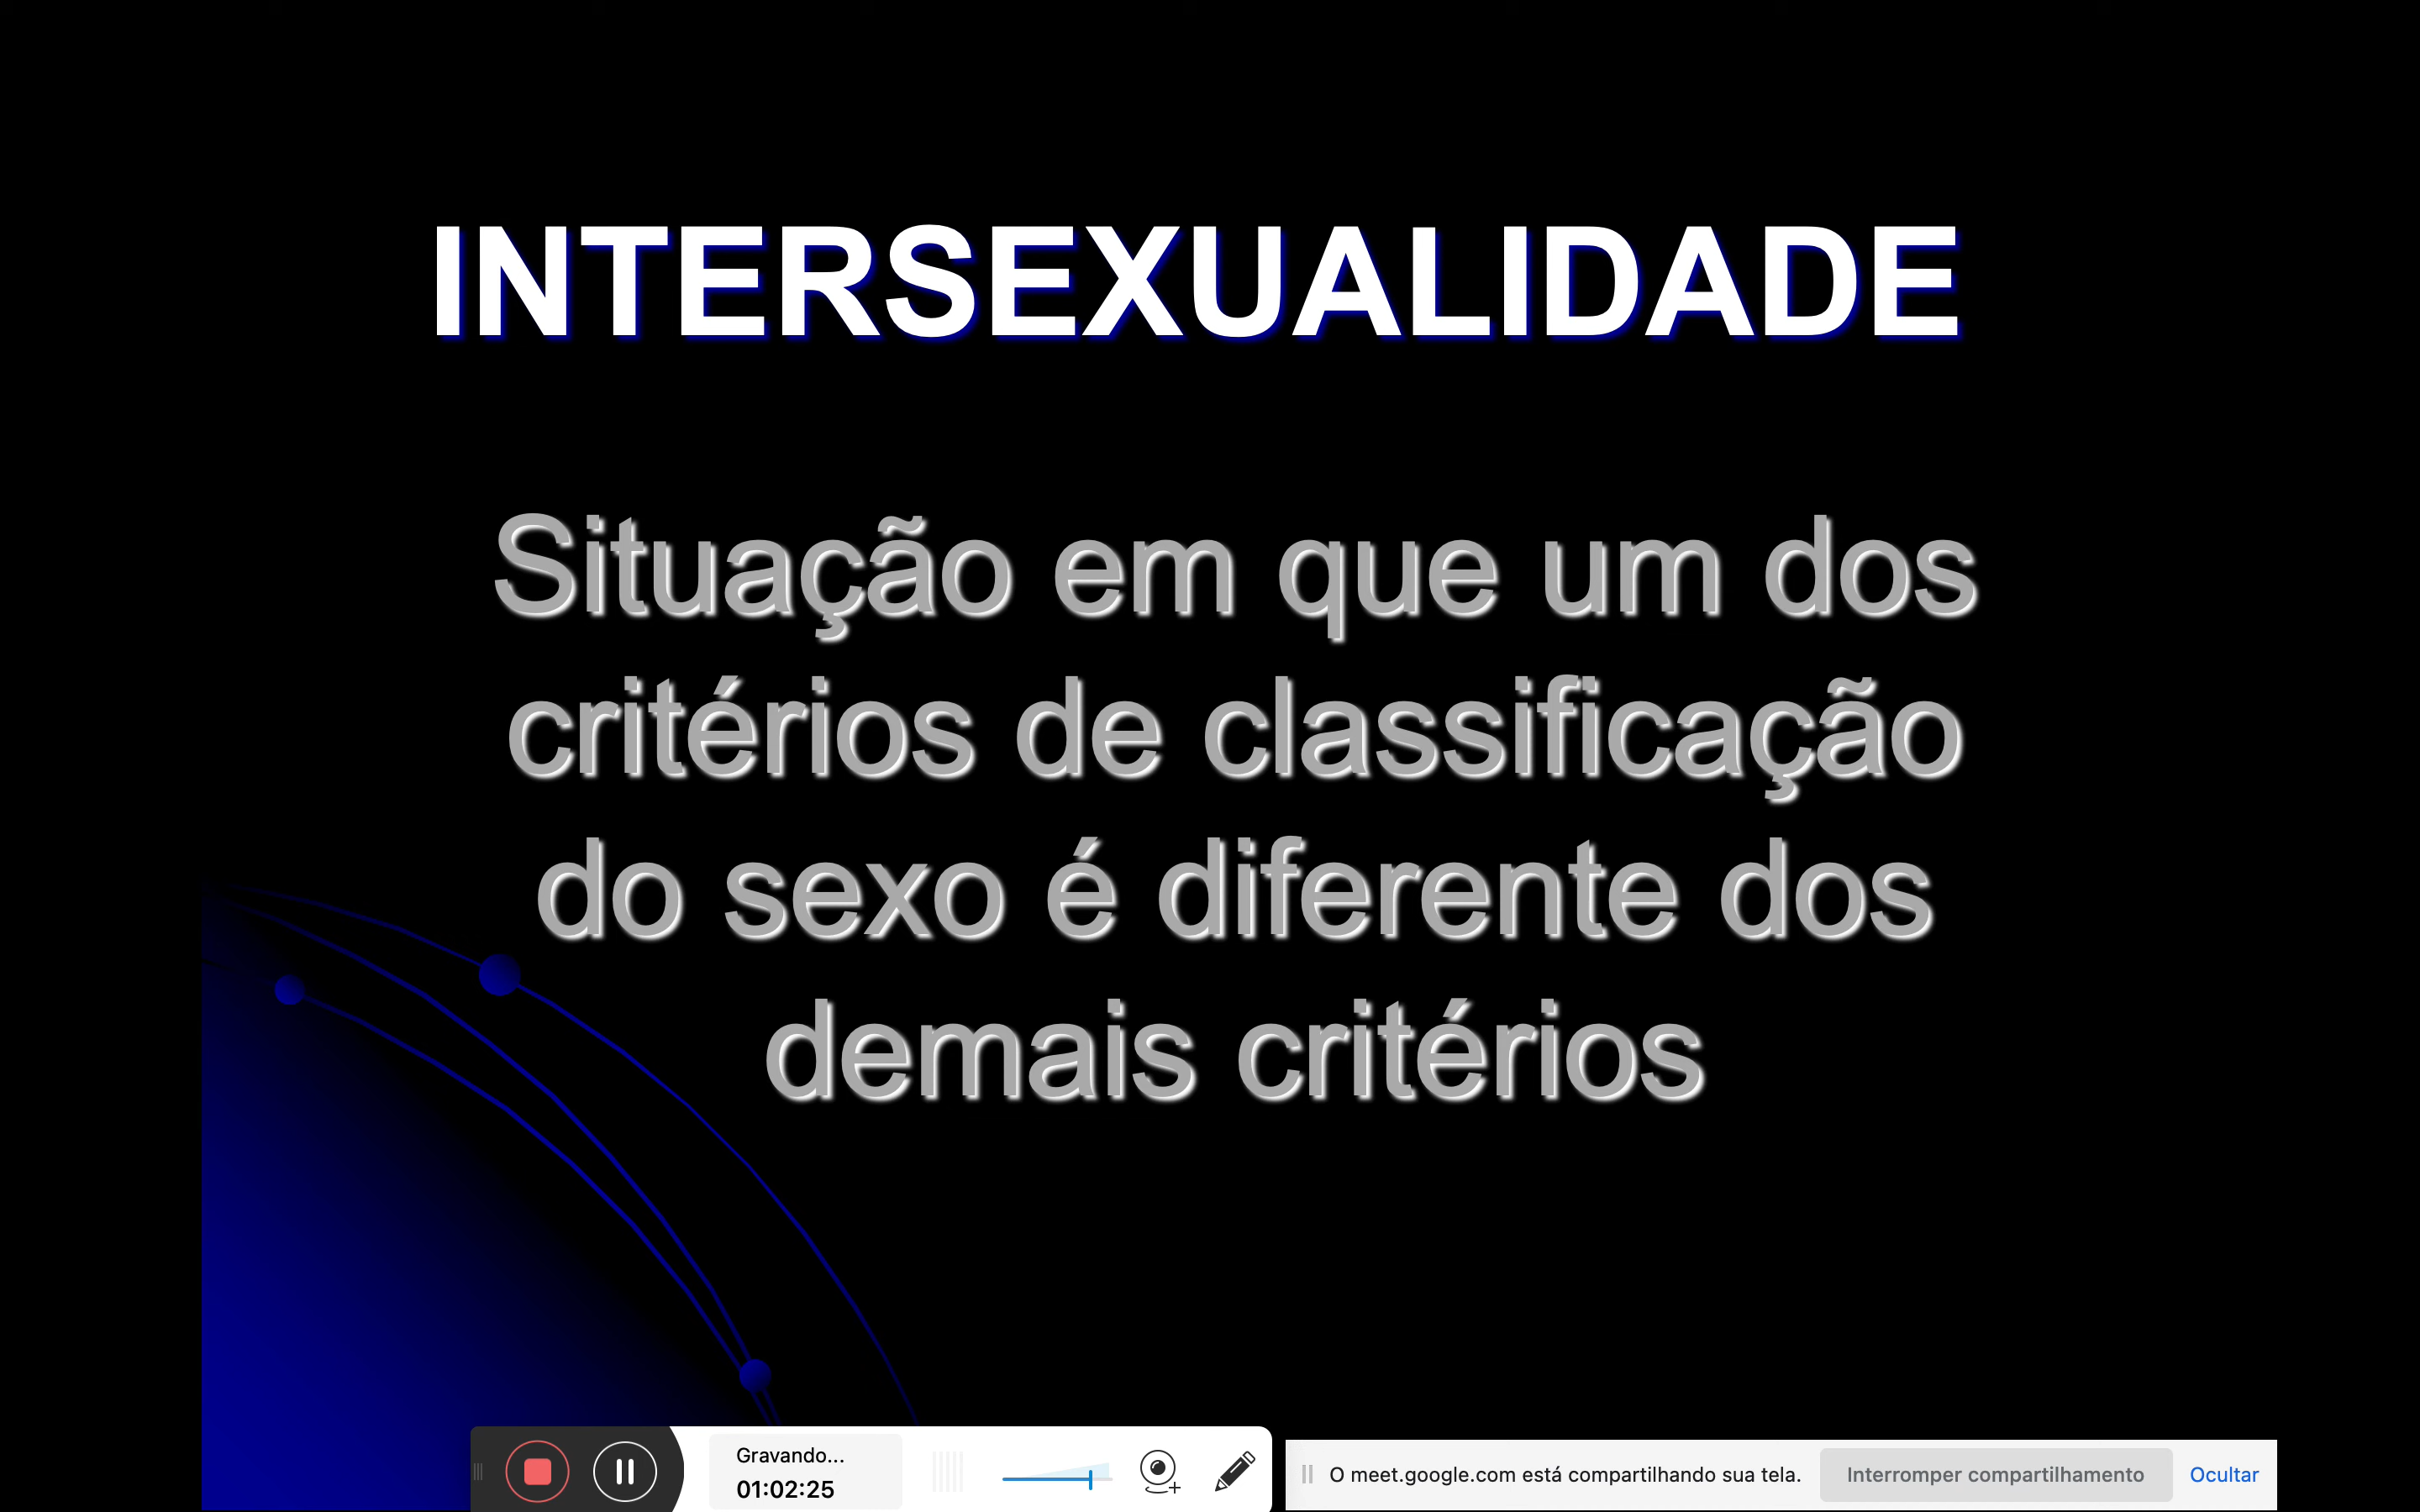 INTERSEXUALIDADE
Situação em que um dos
critérios de classificação
do sexo é diferente dos
demais critérios
Gravando...
01:02:25
O meet.google.com está compartilhando sua tela.
Interromper compartilhamento
Ocultar